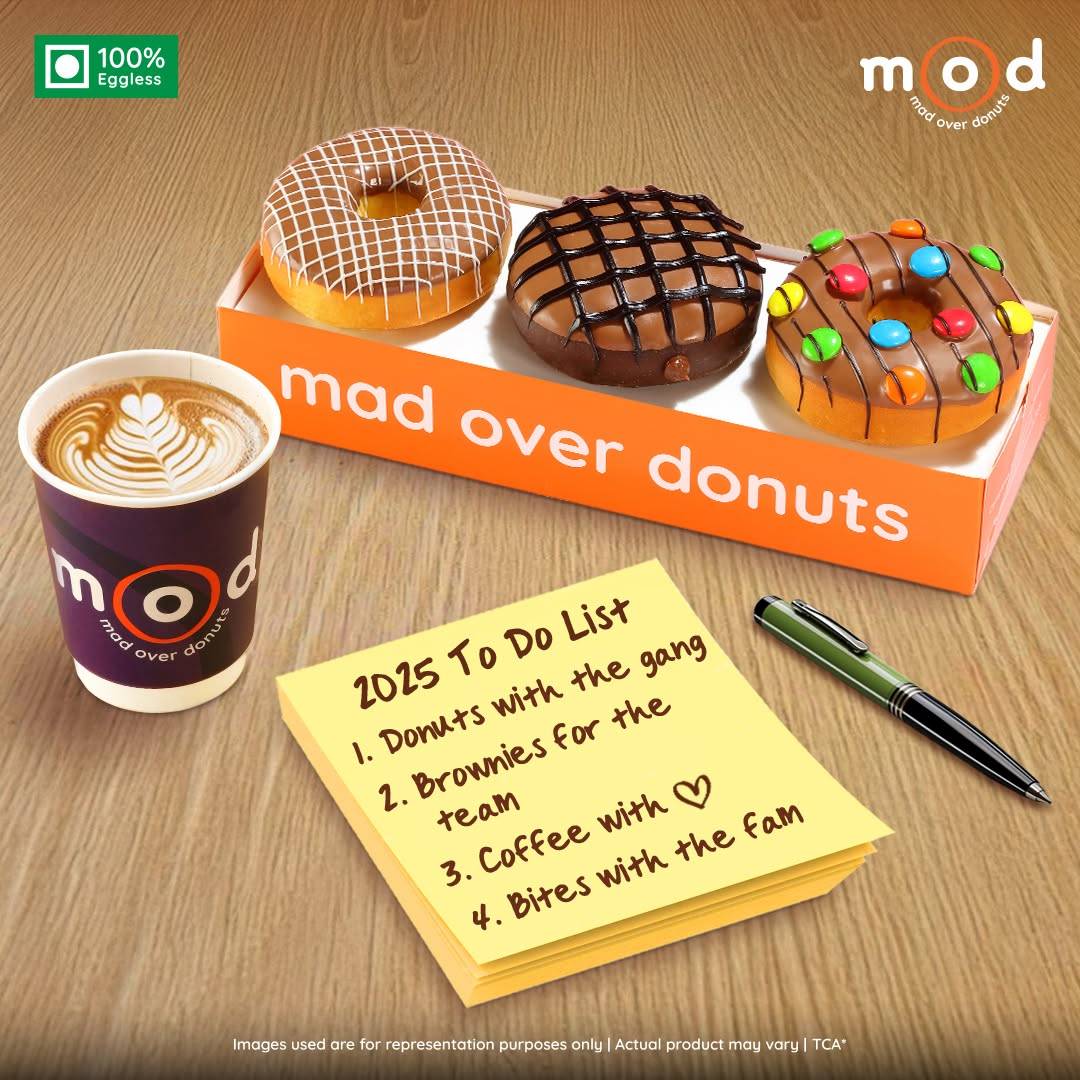 100%
Eggless
mod
mad over donuts
mad over donuts
mod
mad over donuts
2025 To Do List
1. Donuts with the gang
2. Brownies for the
team
3. Coffee with ♡
4. Bites with the fam
Images used are for representation purposes only | Actual product may vary | TCA*